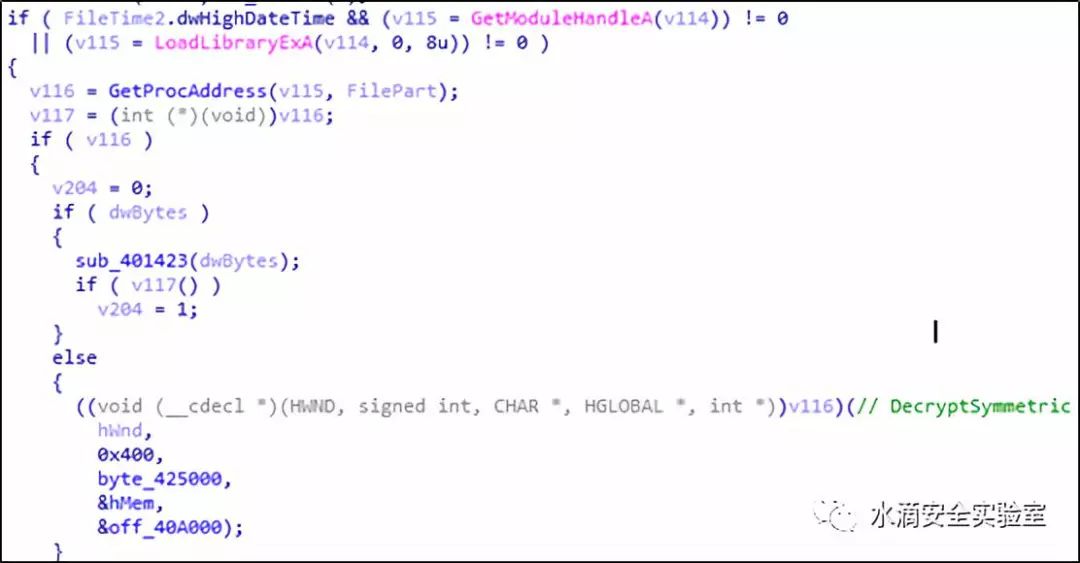 if ( FileTime2.dwHighDateTime && (v115 = GetModuleHandleA(v114)) != 0
|| (v115 = LoadLibraryExA(v114, 0, 8u)) != 0 )
{
v116 = GetProcAddress(v115, FilePart);
v117 = (int (*)(void))v116;
if ( v116 )
{
v204 = 0;
if ( dwBytes )
{
sub_401423(dwBytes);
if ( v117() )
v204 = 1;
}
else
{
((void (__cdecl *)(HWND, signed int, CHAR *, HGLOBAL *, int *))v116)(// DecryptSymmetric
hWnd,
0x400,
byte_425000,
&hMem,
&off_40A000);
}
水滴安全实验室